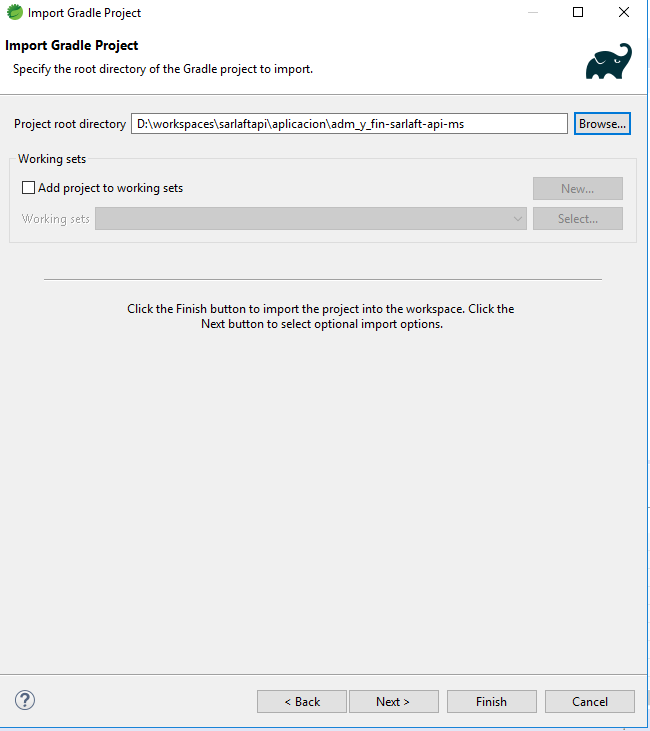 Import Gradle Project
Import Gradle Project
Specify the root directory of the Gradle project to import.
Project root directory D:\workspaces\sarlaftapi\aplicacion\adm_y_fin-sarlaft-api-ms Browse...
Working sets
Add project to working sets New...
Working sets Select...
Click the Finish button to import the project into the workspace. Click the
Next button to select optional import options.
? < Back Next > Finish Cancel